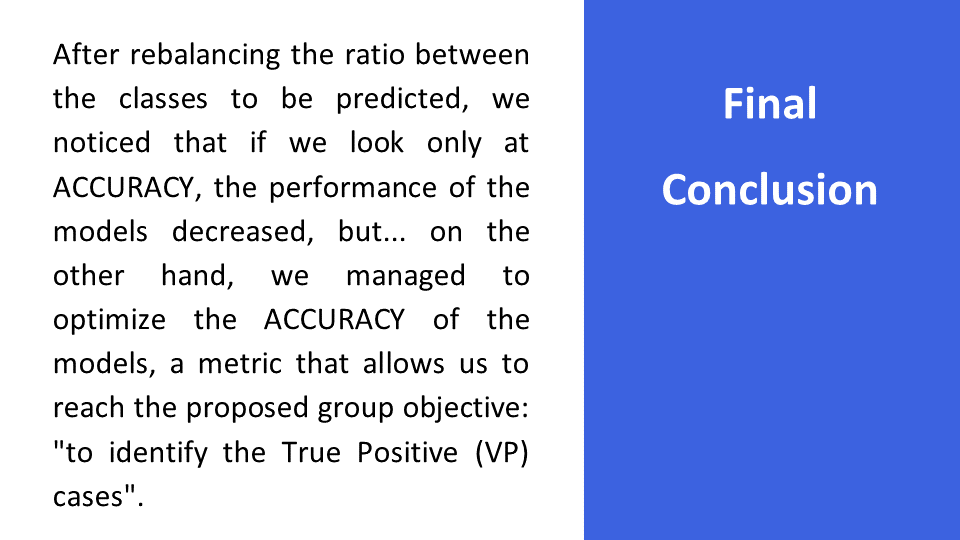 After rebalancing the ratio between
the classes to be predicted, we
noticed that if we look only at
ACCURACY, the performance of the
models decreased, but... on the
other hand, we managed to
optimize the ACCURACY of the
models, a metric that allows us to
reach the proposed group objective:
"to identify the True Positive (VP)
cases".
Final
Conclusion